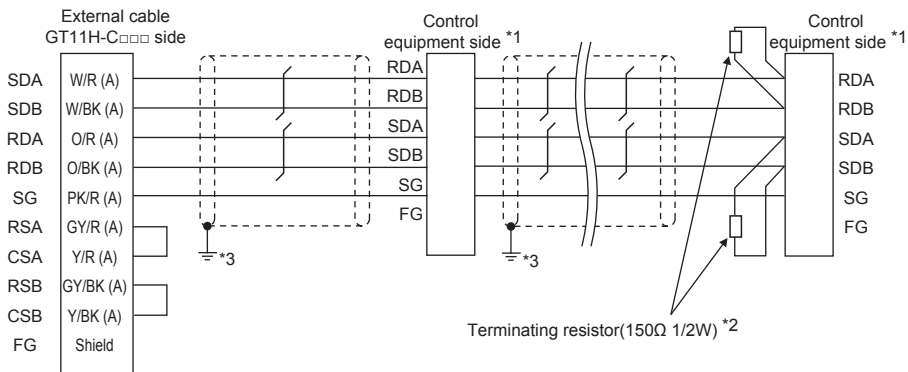 External cable
GT11H-C□□□ side
Control
equipment side *1
Control
equipment side *1
SDA W/R (A)
SDB W/BK (A)
RDA O/R (A)
RDB O/BK (A)
SG PK/R (A)
RSA GY/R (A)
CSA Y/R (A)
RSB GY/BK (A)
CSB Y/BK (A)
FG Shield
*3
RDA
RDB
SDA
SDB
SG
FG
*3
RDA
RDB
SDA
SDB
SG
FG
Terminating resistor(150Ω 1/2W) *2